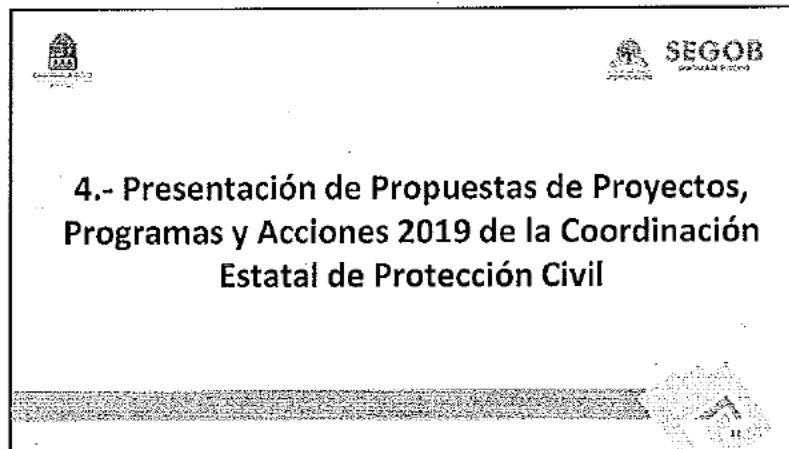 SEGOB
4.- Presentación de Propuestas de Proyectos,
Programas y Acciones 2019 de la Coordinación
Estatal de Protección Civil